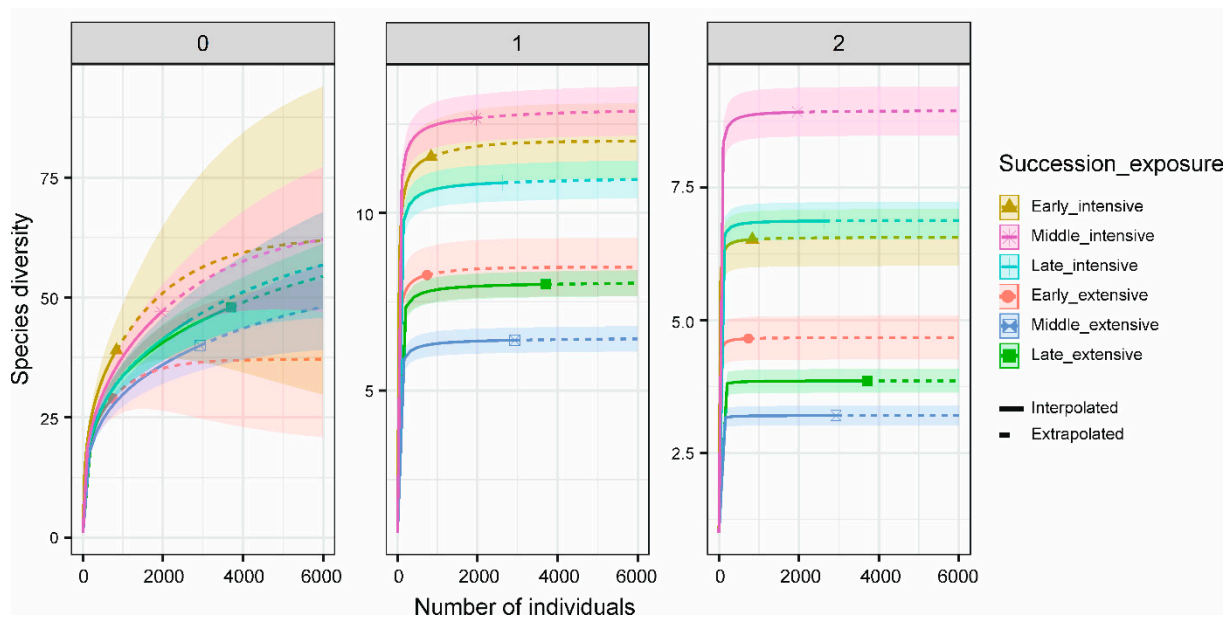 0
1
2
Species diversity
75
50
25
0
10
5
7.5
5.0
2.5
0 2000 4000 6000
0 2000 4000 6000
0 2000 4000 6000
Number of individuals
Succession_exposure
Early_intensive
Middle_intensive
Late_intensive
Early_extensive
Middle_extensive
Late_extensive
Interpolated
Extrapolated